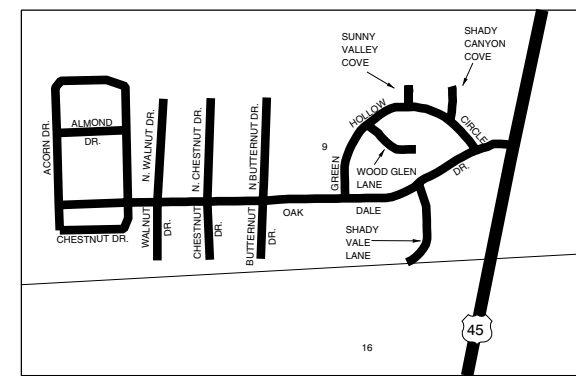 SUNNY
VALLEY
COVE
SHADY
CANYON
COVE
ACORN DR.
ALMOND
DR.
N. WALNUT DR.
N. CHESTNUT DR.
N.BUTTERNUT DR.
9
GREEN
HOLLOW
CIRCLE
WOOD GLEN
LANE
DR.
OAK
DALE
CHESTNUT DR.
WALNUT
DR.
CHESTNUT
DR.
BUTTERNUT
DR.
SHADY
VALE
LANE
45
16